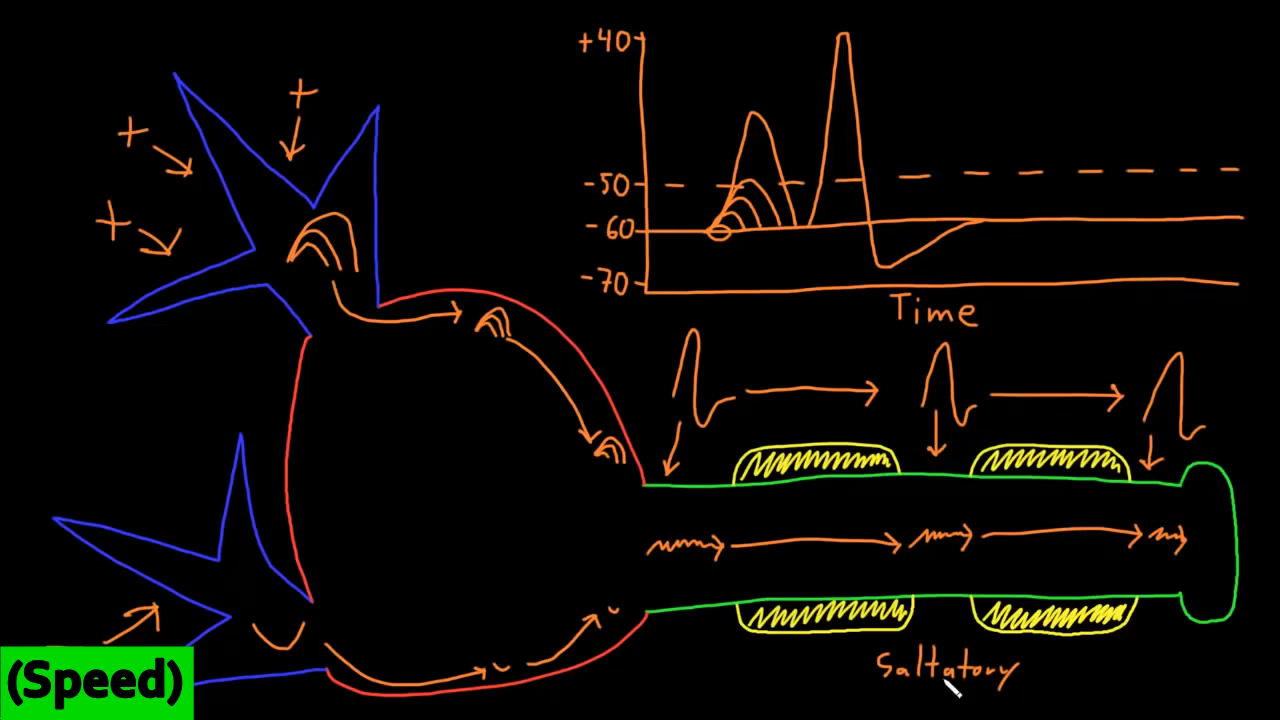 +40
-50
-60
-70
Time
+
+
+
Saltatory
(Speed)